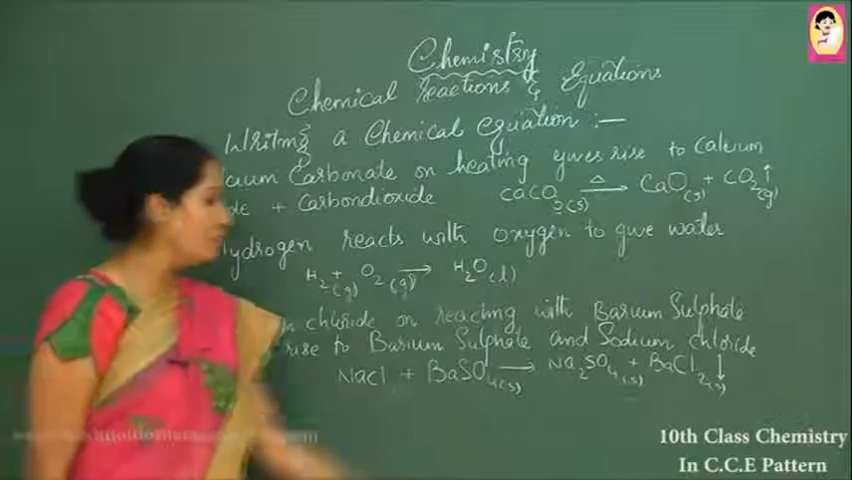 Chemistry
Chemical reactions & Equations
Writing a Chemical equation :—
cium Carbonate on heating gives rise to Calcium
de + Carbondioxide CaCO3(s) —△→ CaO(s) + CO2↑(g)
Hydrogen reacts with oxygen to give water
H2(g) + O2(g) → H2O(l)
chloride on reacting with Barium Sulphate
rise to Barium Sulphate and Sodium chloride
NaCl + BaSO4(s) → Na2SO4(s) + BaCl2(s)↓
10th Class Chemistry
In C.C.E Pattern